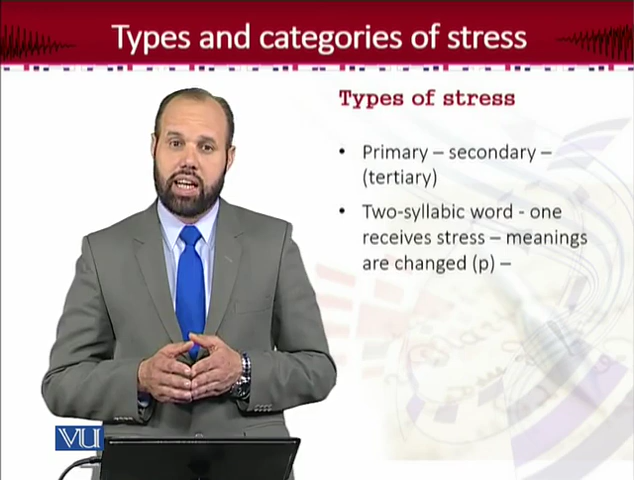 Types and categories of stress
Types of stress
• Primary – secondary –
(tertiary)
• Two-syllabic word - one
receives stress – meanings
are changed (p) –
VU